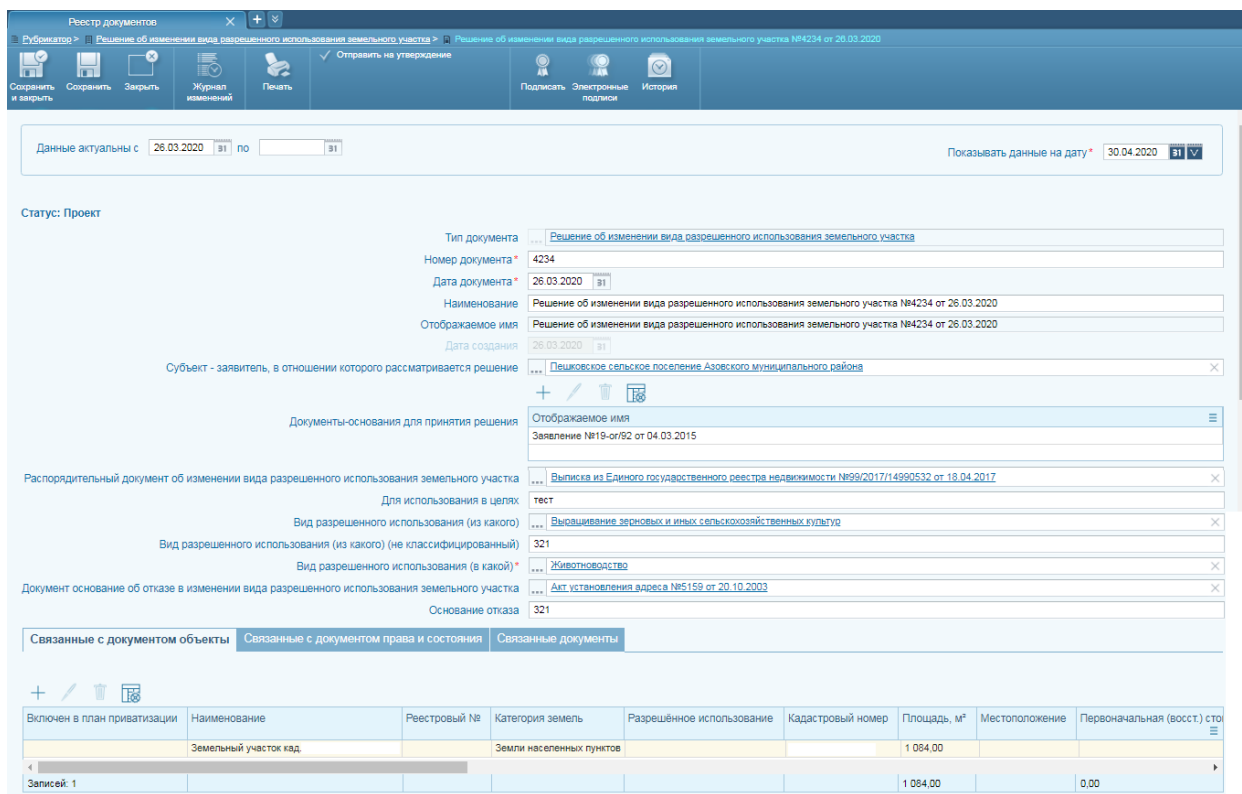 Реестр документов
Рубрикатор > Решение об изменении вида разрешенного использования земельного участка > Решение об изменении вида разрешенного использования земельного участка №4234 от 26.03.2020
Сохранить и закрыть Сохранить Закрыть Журнал изменений Печать Отправить на утверждение Подписать Электронные подписи История
Данные актуальны с 26.03.2020 31 по 31
Показывать данные на дату* 30.04.2020 31
Статус: Проект
Тип документа ... Решение об изменении вида разрешенного использования земельного участка
Номер документа* 4234
Дата документа* 26.03.2020 31
Наименование Решение об изменении вида разрешенного использования земельного участка №4234 от 26.03.2020
Отображаемое имя Решение об изменении вида разрешенного использования земельного участка №4234 от 26.03.2020
Дата создания 26.03.2020 31
Субъект - заявитель, в отношении которого рассматривается решение ... Пешковское сельское поселение Азовского муниципального района
Документы-основания для принятия решения Отображаемое имя
Заявление №19-ог/92 от 04.03.2015
Распорядительный документ об изменении вида разрешенного использования земельного участка ... Выписка из Единого государственного реестра недвижимости №99/2017/14990532 от 18.04.2017
Для использования в целях тест
Вид разрешенного использования (из какого) ... Выращивание зерновых и иных сельскохозяйственных культур
Вид разрешенного использования (из какого) (не классифицированный) 321
Вид разрешенного использования (в какой)* ... Животноводство
Документ основание об отказе в изменении вида разрешенного использования земельного участка ... Акт установления адреса №5159 от 20.10.2003
Основание отказа 321
Связанные с документом объекты Связанные с документом права и состояния Связанные документы
Включен в план приватизации Наименование Реестровый № Категория земель Разрешённое использование Кадастровый номер Площадь, м² Местоположение Первоначальная (восст.) сто
Земельный участок кад. Земли населенных пунктов 1 084,00
Записей: 1 1 084,00 0,00